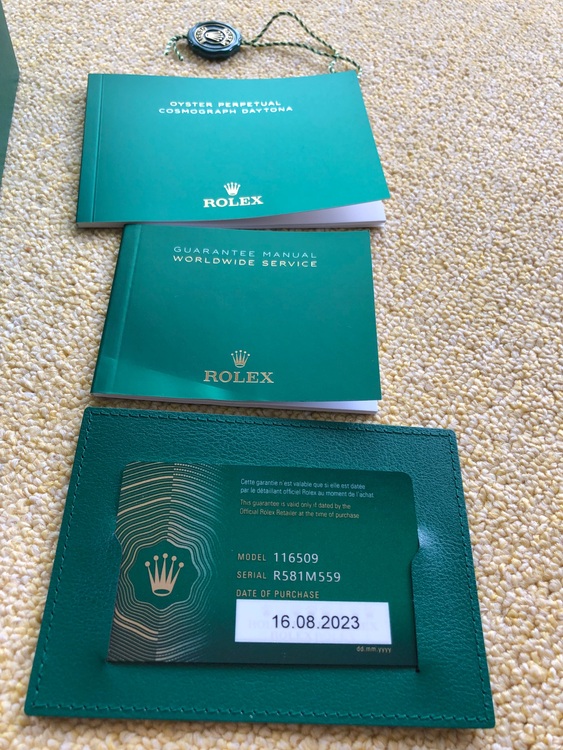 OYSTER PERPETUAL
COSMOGRAPH DAYTONA
ROLEX
GUARANTEE MANUAL
WORLDWIDE SERVICE
ROLEX
Cette garantie n'est valable que si elle est datée
par le détaillant officiel Rolex au moment de l'achat
This guarantee is valid only if dated by the
Official Rolex Retailer at the time of purchase
MODEL 116509
SERIAL R581M559
DATE OF PURCHASE
16.08.2023
dd.mm.yyyy